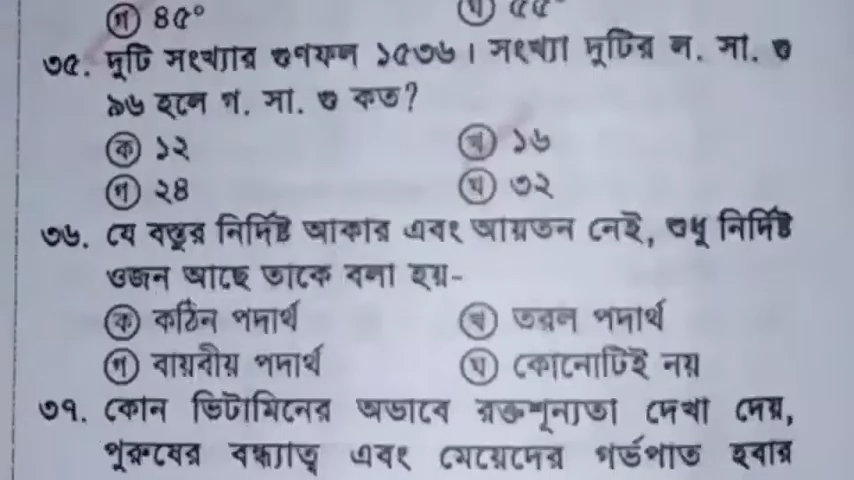 গ ৪৫° ঘ ৫৫°
৩৫. দুটি সংখ্যার গুণফল ১৫৩৬। সংখ্যা দুটির ল. সা. গু
৯৬ হলে গ. সা. গু কত?
ক ১২ খ ১৬
গ ২৪ ঘ ৩২
৩৬. যে বস্তুর নির্দিষ্ট আকার এবং আয়তন নেই, শুধু নির্দিষ্ট
ওজন আছে তাকে বলা হয়-
ক কঠিন পদার্থ খ তরল পদার্থ
গ বায়বীয় পদার্থ ঘ কোনোটিই নয়
৩৭. কোন ভিটামিনের অভাবে রক্তশূন্যতা দেখা দেয়,
পুরুষের বন্ধ্যাত্ব এবং মেয়েদের গর্ভপাত হবার